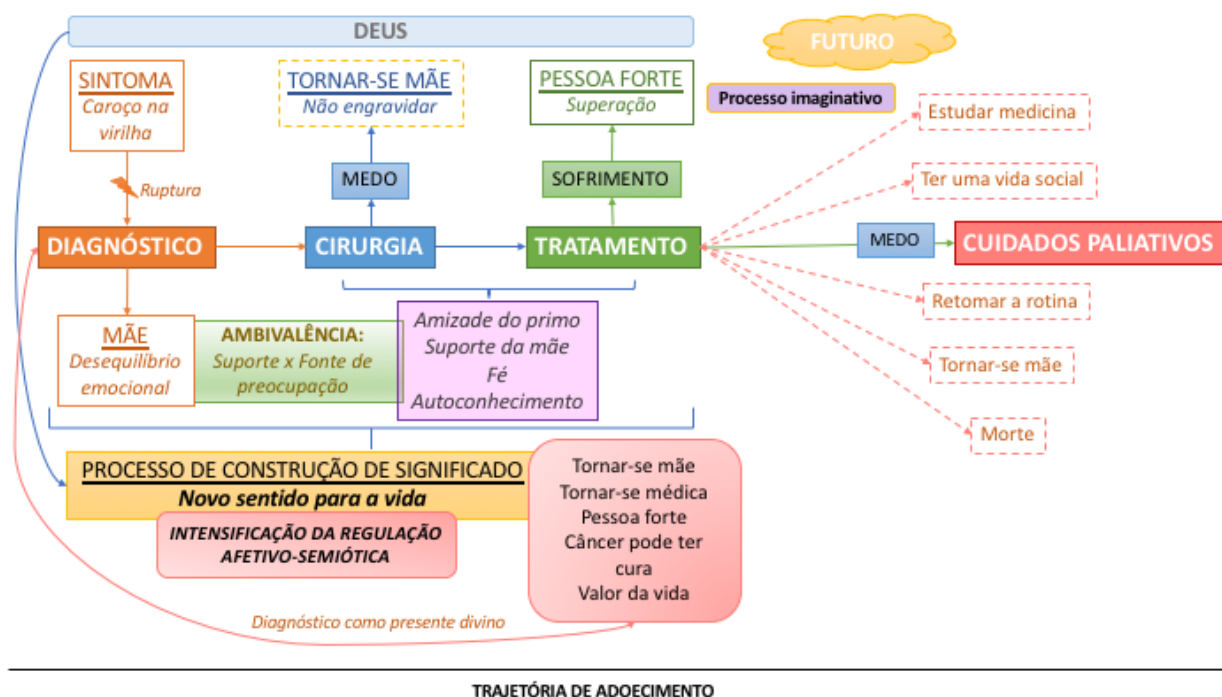 DEUS
FUTURO
SINTOMA
Caroço na
virilha
TORNAR-SE MÃE
Não engravidar
PESSOA FORTE
Superação
Processo imaginativo
Estudar medicina
Ruptura
MEDO
SOFRIMENTO
Ter uma vida social
DIAGNÓSTICO
CIRURGIA
TRATAMENTO
MEDO
CUIDADOS PALIATIVOS
Retomar a rotina
MÃE
Desequilíbrio
emocional
AMBIVALÊNCIA:
Suporte x Fonte de
preocupação
Amizade do primo
Suporte da mãe
Fé
Autoconhecimento
Tornar-se mãe
Morte
PROCESSO DE CONSTRUÇÃO DE SIGNIFICADO
Novo sentido para a vida
INTENSIFICAÇÃO DA REGULAÇÃO
AFETIVO-SEMIÓTICA
Tornar-se mãe
Tornar-se médica
Pessoa forte
Câncer pode ter
cura
Valor da vida
Diagnóstico como presente divino
TRAJETÓRIA DE ADOECIMENTO